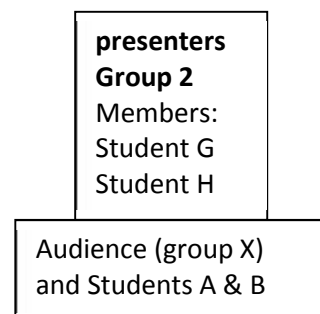 presenters
Group 2
Members:
Student G
Student H
Audience (group X)
and Students A & B